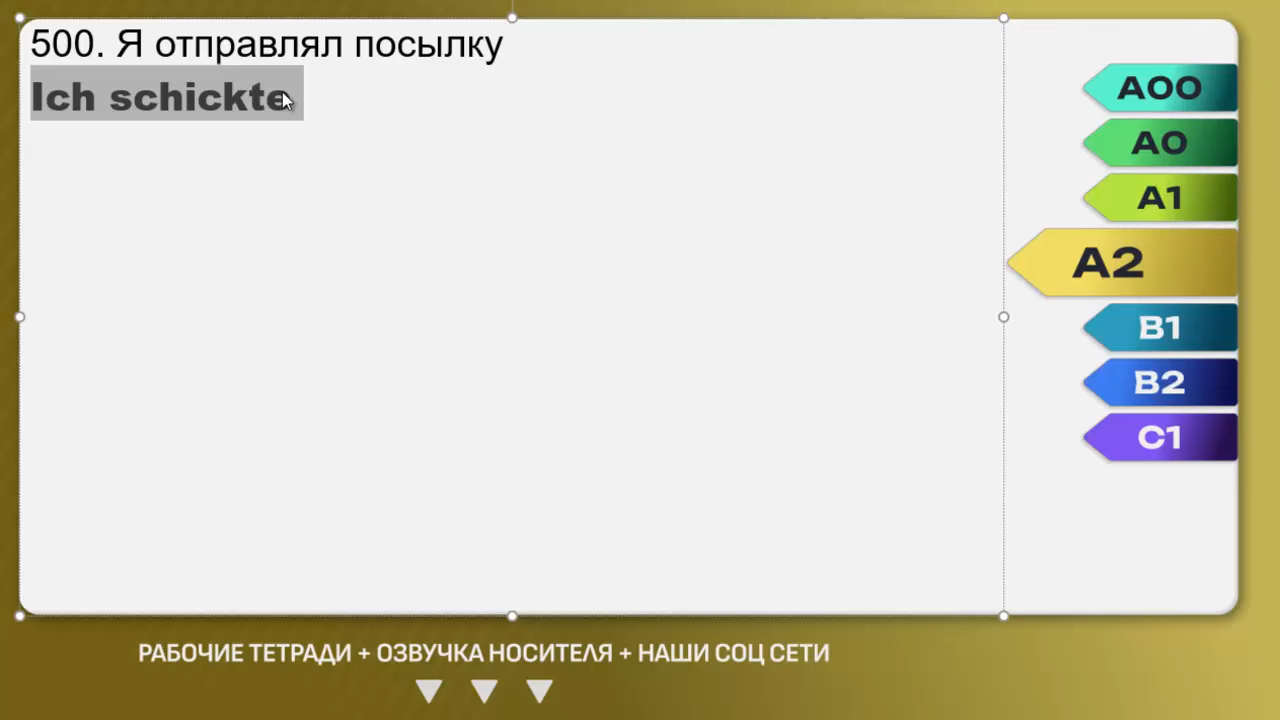 500. Я отправлял посылку
Ich schickte
A00
A0
A1
A2
B1
B2
C1
РАБОЧИЕ ТЕТРАДИ + ОЗВУЧКА НОСИТЕЛЯ + НАШИ СОЦ СЕТИ